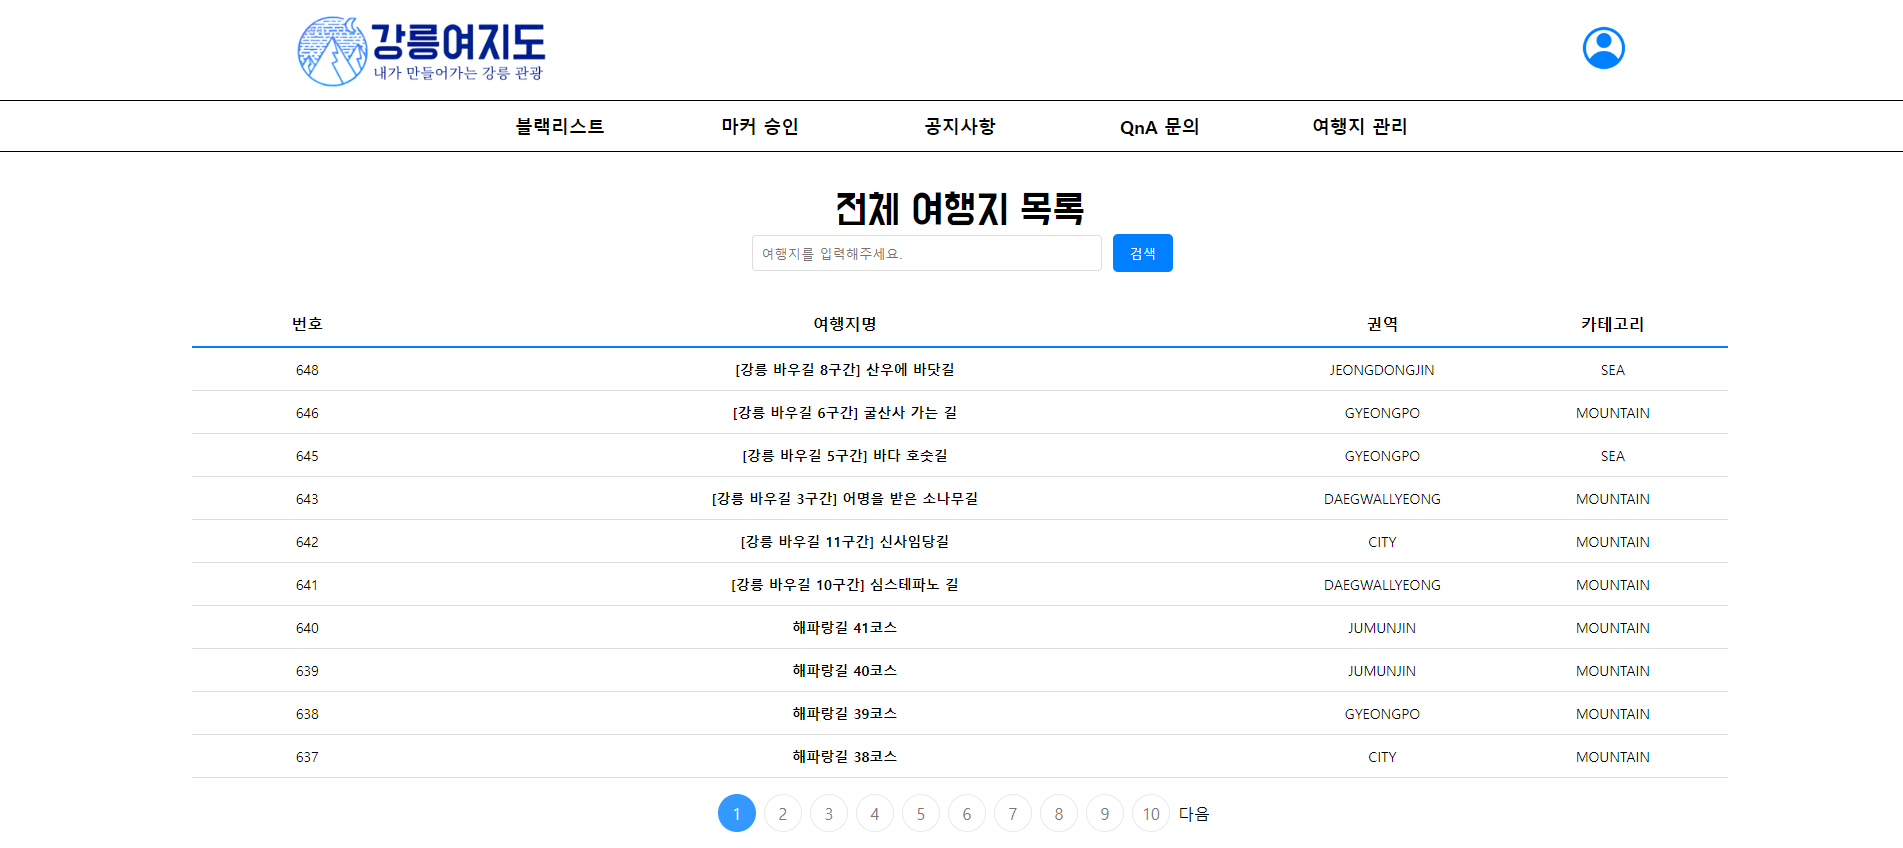 강릉여지도
내가 만들어가는 강릉 관광
블랙리스트 마커 승인 공지사항 QnA 문의 여행지 관리
전체 여행지 목록
여행지를 입력해주세요. 검색
번호 여행지명 권역 카테고리
648 [강릉 바우길 8구간] 산우에 바닷길 JEONGDONGJIN SEA
646 [강릉 바우길 6구간] 굴산사 가는 길 GYEONGPO MOUNTAIN
645 [강릉 바우길 5구간] 바다 호숫길 GYEONGPO SEA
643 [강릉 바우길 3구간] 어명을 받은 소나무길 DAEGWALLYEONG MOUNTAIN
642 [강릉 바우길 11구간] 신사임당길 CITY MOUNTAIN
641 [강릉 바우길 10구간] 심스테파노 길 DAEGWALLYEONG MOUNTAIN
640 해파랑길 41코스 JUMUNJIN MOUNTAIN
639 해파랑길 40코스 JUMUNJIN MOUNTAIN
638 해파랑길 39코스 GYEONGPO MOUNTAIN
637 해파랑길 38코스 CITY MOUNTAIN
1 2 3 4 5 6 7 8 9 10 다음